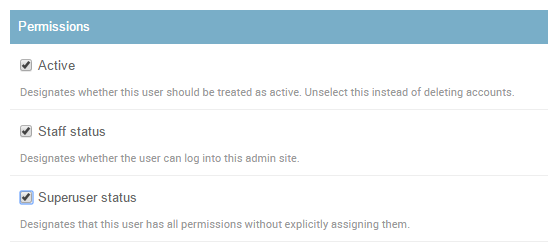 Permissions
Active
Designates whether this user should be treated as active. Unselect this instead of deleting accounts.
Staff status
Designates whether the user can log into this admin site.
Superuser status
Designates that this user has all permissions without explicitly assigning them.